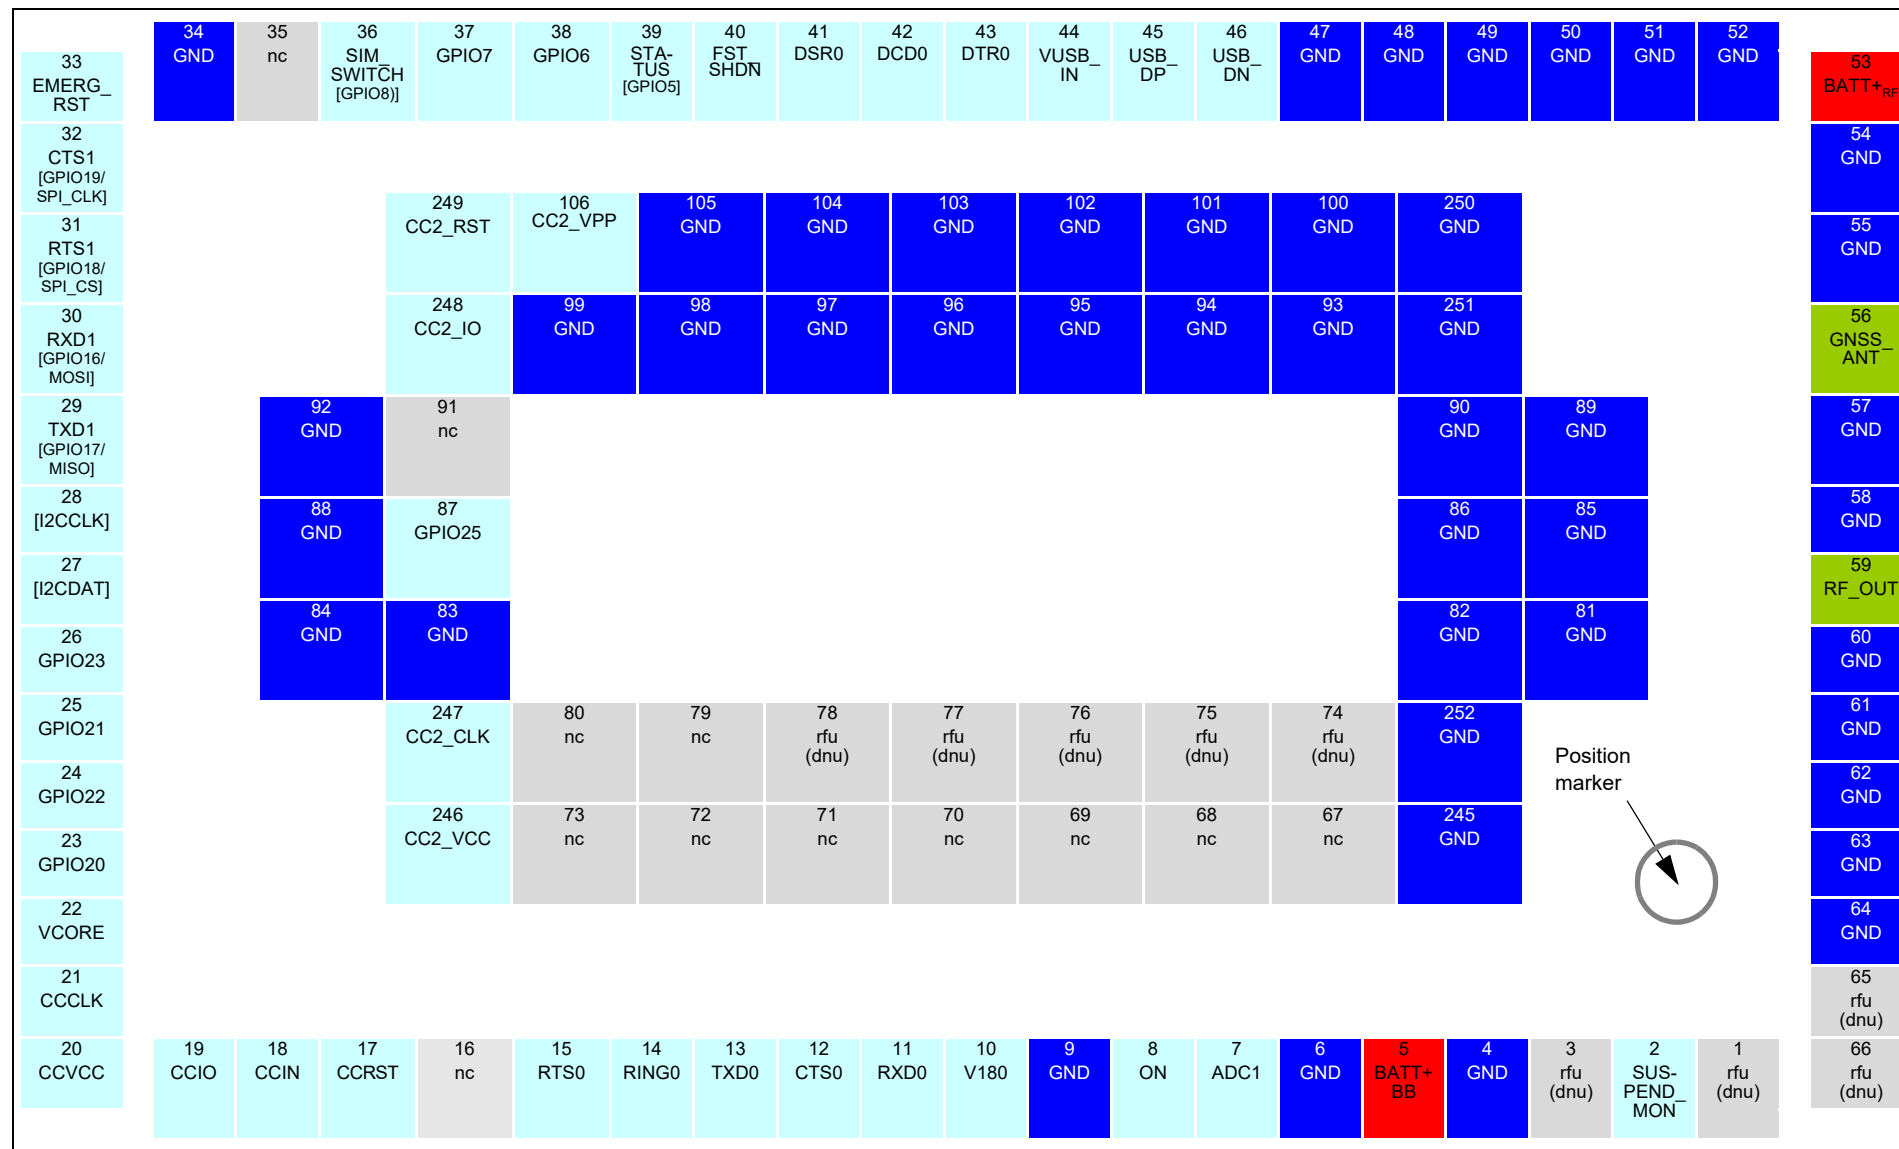 34
GND
35
nc
36
SIM_
SWITCH
[GPIO8)]
37
GPIO7
38
GPIO6
39
STA-
TUS
[GPIO5]
40
FST_
SHDN
41
DSR0
42
DCD0
43
DTR0
44
VUSB_
IN
45
USB_
DP
46
USB_
DN
47
GND
48
GND
49
GND
50
GND
51
GND
52
GND
33
EMERG_
RST
32
CTS1
[GPIO19/
SPI_CLK]
31
RTS1
[GPIO18/
SPI_CS]
30
RXD1
[GPIO16/
MOSI]
29
TXD1
[GPIO17/
MISO]
28
[I2CCLK]
27
[I2CDAT]
26
GPIO23
25
GPIO21
24
GPIO22
23
GPIO20
22
VCORE
21
CCCLK
20
CCVCC
249
CC2_RST
106
CC2_VPP
105
GND
104
GND
103
GND
102
GND
101
GND
100
GND
250
GND
248
CC2_IO
99
GND
98
GND
97
GND
96
GND
95
GND
94
GND
93
GND
251
GND
92
GND
91
nc
90
GND
89
GND
88
GND
87
GPIO25
86
GND
85
GND
84
GND
83
GND
82
GND
81
GND
247
CC2_CLK
80
nc
79
nc
78
rfu
(dnu)
77
rfu
(dnu)
76
rfu
(dnu)
75
rfu
(dnu)
74
rfu
(dnu)
252
GND
246
CC2_VCC
73
nc
72
nc
71
nc
70
nc
69
nc
68
nc
67
nc
245
GND
Position
marker
53
BATT+RF
54
GND
55
GND
56
GNSS_
ANT
57
GND
58
GND
59
RF_OUT
60
GND
61
GND
62
GND
63
GND
64
GND
65
rfu
(dnu)
66
rfu
(dnu)
19
CCIO
18
CCIN
17
CCRST
16
nc
15
RTS0
14
RING0
13
TXD0
12
CTS0
11
RXD0
10
V180
9
GND
8
ON
7
ADC1
6
GND
5
BATT+
BB
4
GND
3
rfu
(dnu)
2
SUS-
PEND_
MON
1
rfu
(dnu)